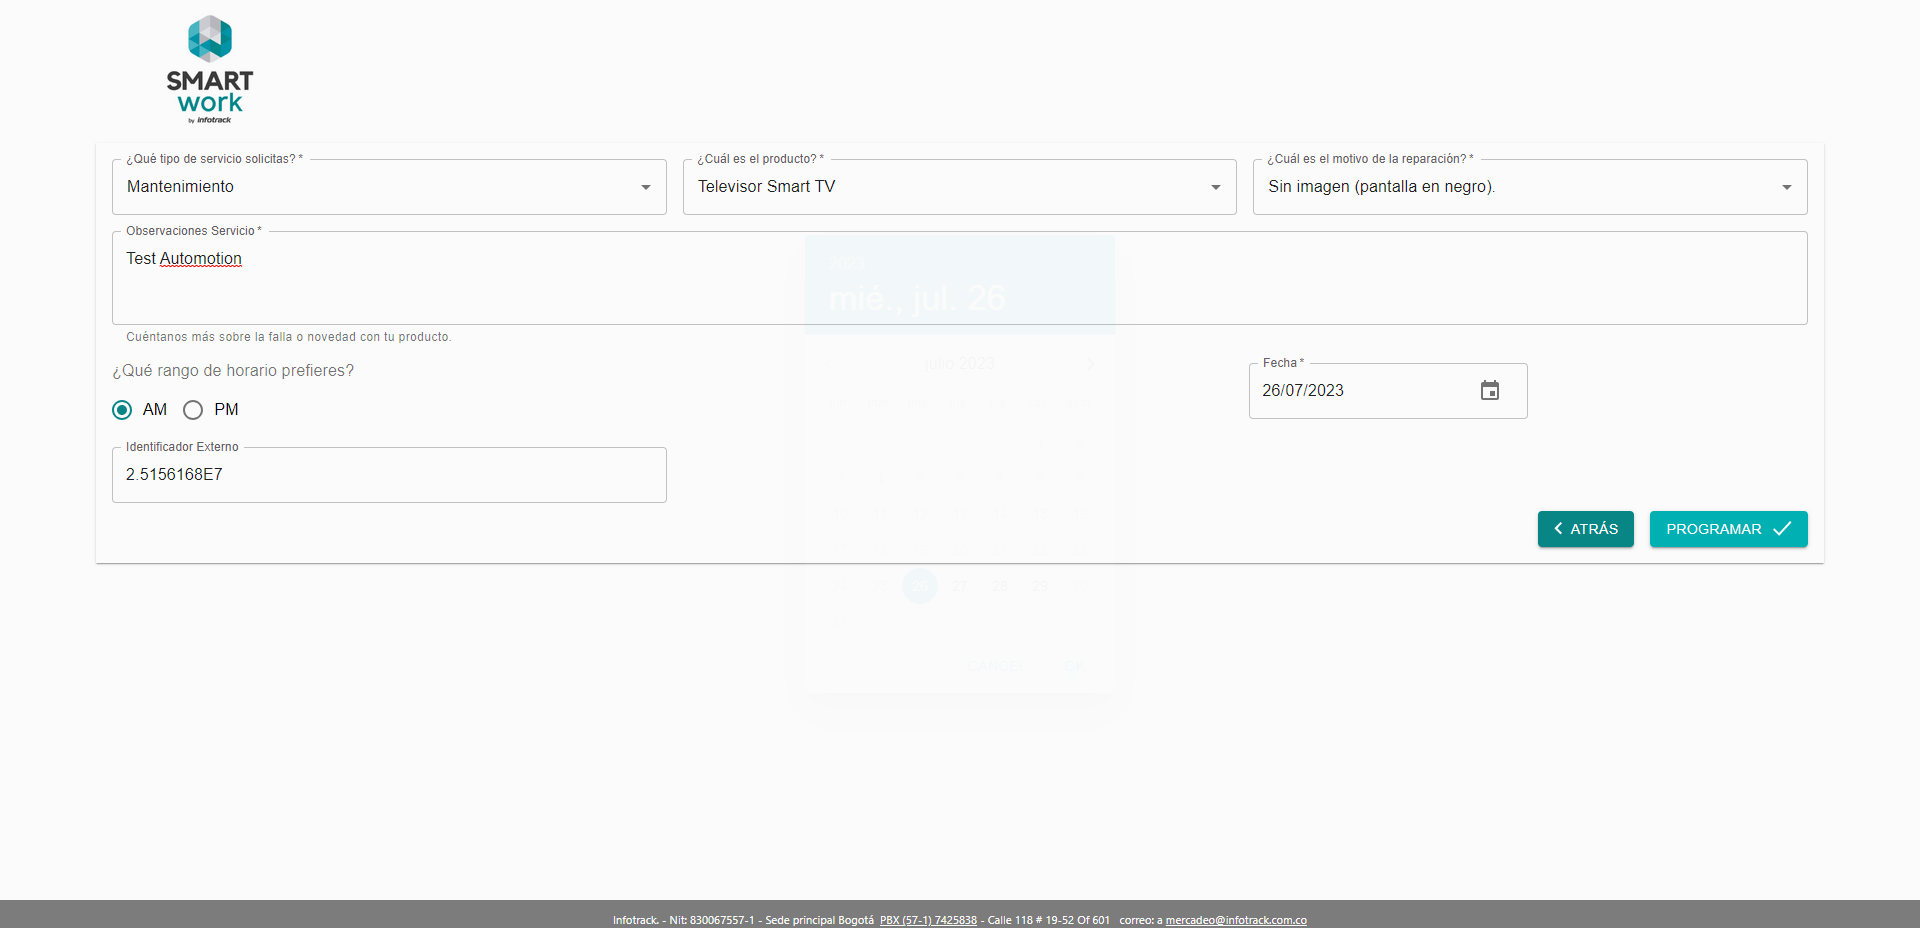 SMART
work
by infotrack
¿Qué tipo de servicio solicitas? *
Mantenimiento
¿Cuál es el producto? *
Televisor Smart TV
¿Cuál es el motivo de la reparación? *
Sin imagen (pantalla en negro).
Observaciones Servicio *
Test Automotion
2023
mié., jul. 26
Cuéntanos más sobre la falla o novedad con tu producto.
julio 2023
¿Qué rango de horario prefieres?
AM
PM
Fecha *
26/07/2023
Identificador Externo
2.5156168E7
ATRÁS
PROGRAMAR
26 27 28 29
CANCEL OK
Infotrack. - Nit: 830067557-1 - Sede principal Bogotá PBX (57-1) 7425838 - Calle 118 # 19-52 Of 601 correo: a mercadeo@infotrack.com.co